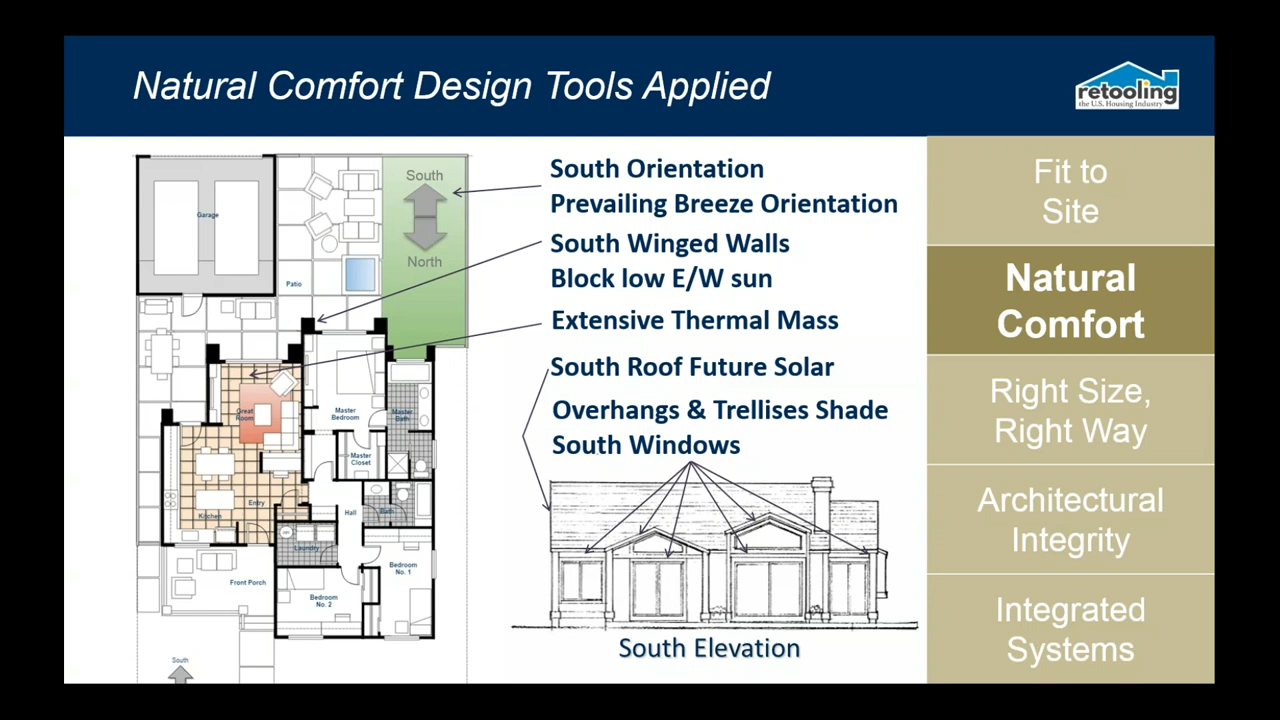 Natural Comfort Design Tools Applied
retooling
the U.S. Housing Industry
South Orientation
Prevailing Breeze Orientation
South Winged Walls
Block low E/W sun
Extensive Thermal Mass
South Roof Future Solar
Overhangs & Trellises Shade
South Windows
South Elevation
Garage
South
North
Patio
Great
Room
Master
Bedroom
Master
Bath
Master
Closet
Entry
Kitchen
Hall
Bath
Laundry
Bedroom
No. 1
Front Porch
Bedroom
No. 2
South
Fit to
Site
Natural
Comfort
Right Size,
Right Way
Architectural
Integrity
Integrated
Systems